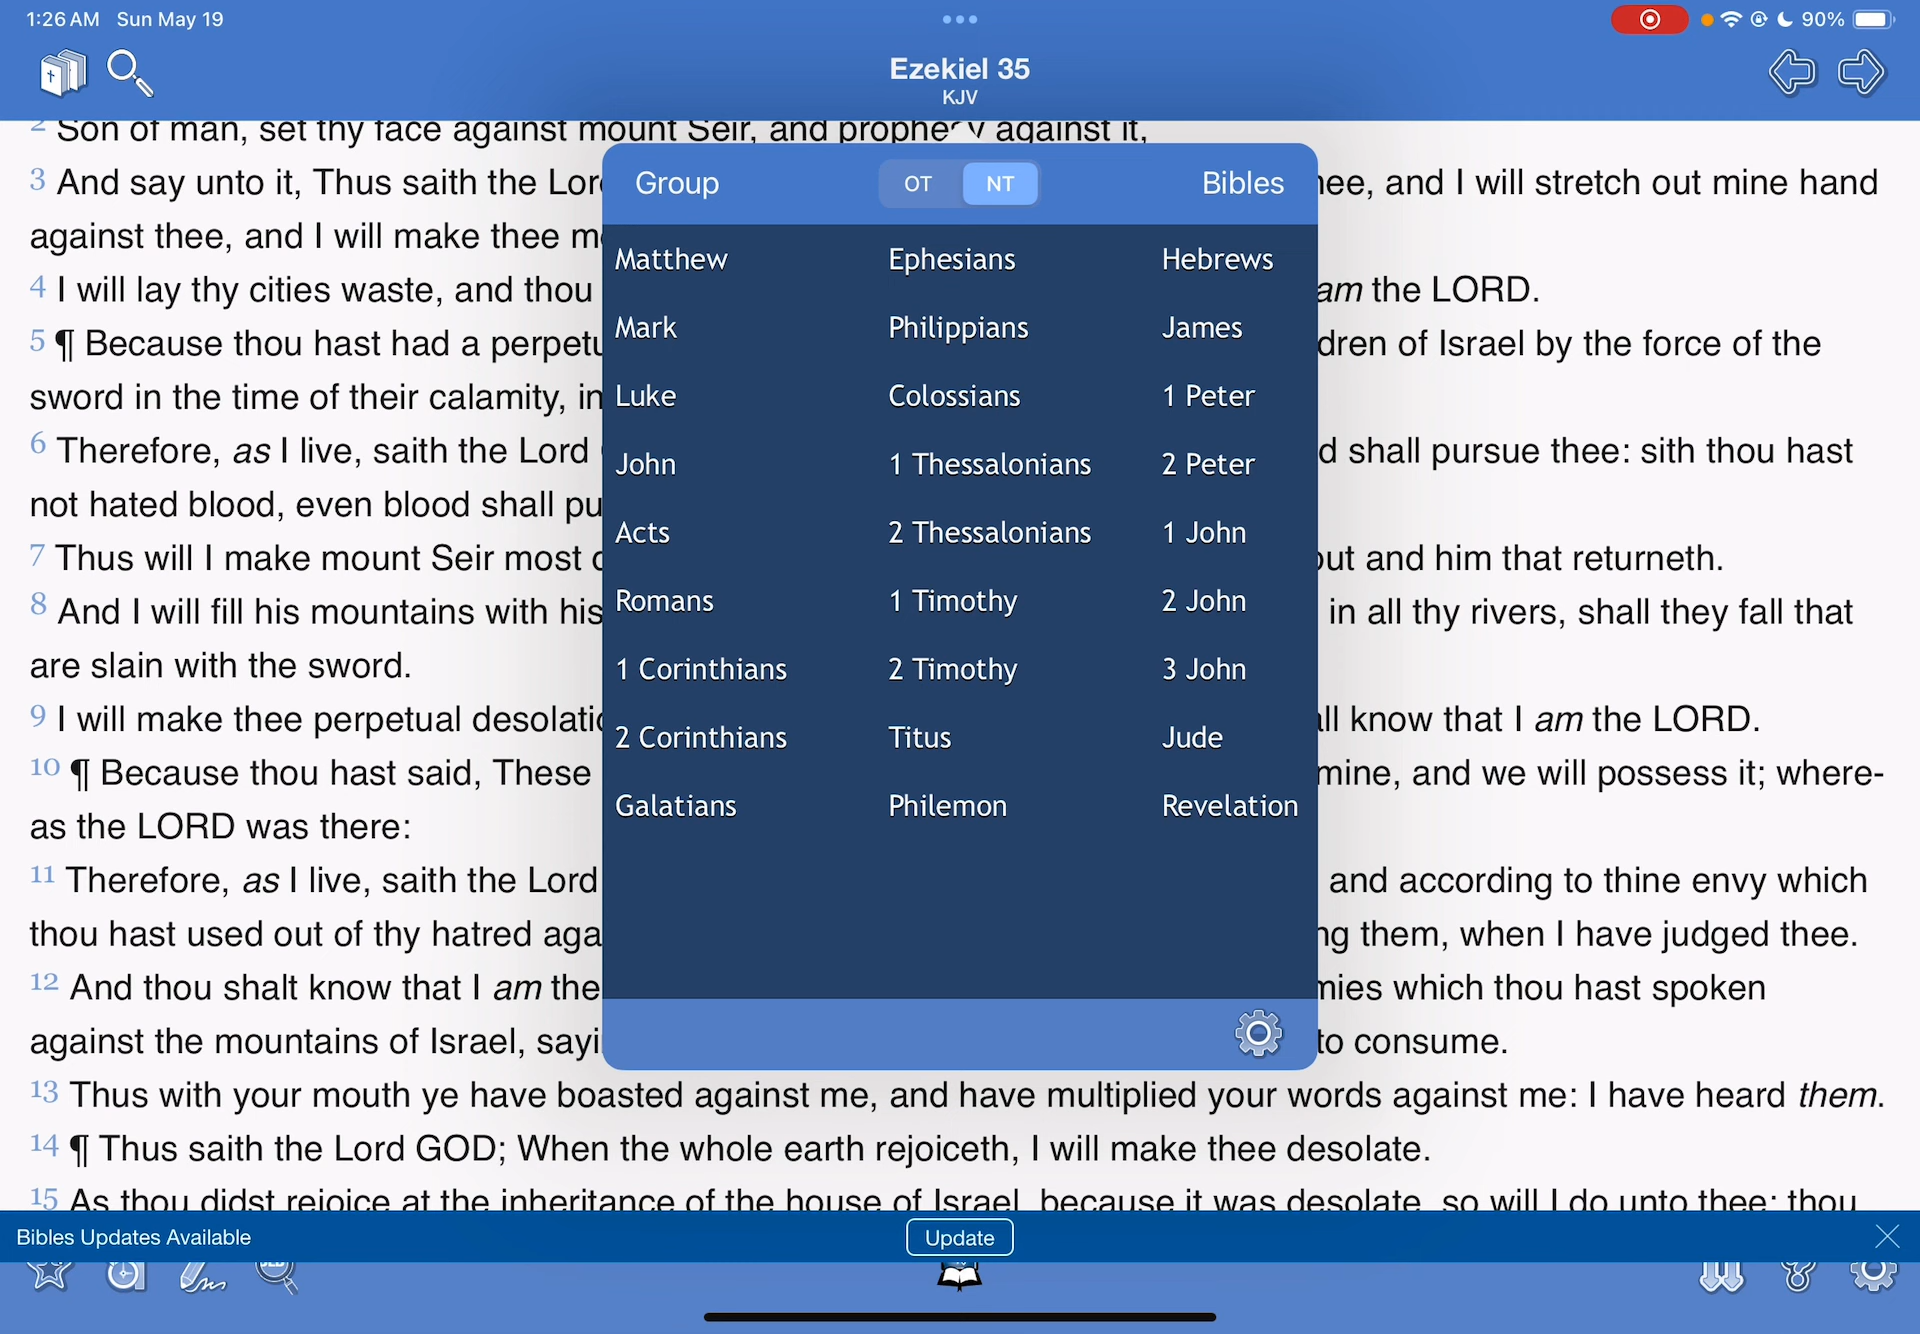 1:26 AM Sun May 19
90%
Ezekiel 35
KJV
2 Son of man, set thy face against mount Seir, and prophesy against it,
3 And say unto it, Thus saith the Lor
hee, and I will stretch out mine hand
against thee, and I will make thee m
4 I will lay thy cities waste, and thou
am the LORD.
5 ¶ Because thou hast had a perpetu
dren of Israel by the force of the
sword in the time of their calamity, in
6 Therefore, as I live, saith the Lord
d shall pursue thee: sith thou hast
not hated blood, even blood shall pu
7 Thus will I make mount Seir most
out and him that returneth.
8 And I will fill his mountains with his
in all thy rivers, shall they fall that
are slain with the sword.
9 I will make thee perpetual desolatio
all know that I am the LORD.
10 ¶ Because thou hast said, These
mine, and we will possess it; where-
as the LORD was there:
11 Therefore, as I live, saith the Lord
and according to thine envy which
thou hast used out of thy hatred aga
ng them, when I have judged thee.
12 And thou shalt know that I am the
mies which thou hast spoken
against the mountains of Israel, sayi
to consume.
13 Thus with your mouth ye have boasted against me, and have multiplied your words against me: I have heard them.
14 ¶ Thus saith the Lord GOD; When the whole earth rejoiceth, I will make thee desolate.
15 As thou didst rejoice at the inheritance of the house of Israel, because it was desolate, so will I do unto thee: thou
Group
OT NT
Bibles
Matthew Ephesians Hebrews
Mark Philippians James
Luke Colossians 1 Peter
John 1 Thessalonians 2 Peter
Acts 2 Thessalonians 1 John
Romans 1 Timothy 2 John
1 Corinthians 2 Timothy 3 John
2 Corinthians Titus Jude
Galatians Philemon Revelation
Bibles Updates Available
Update